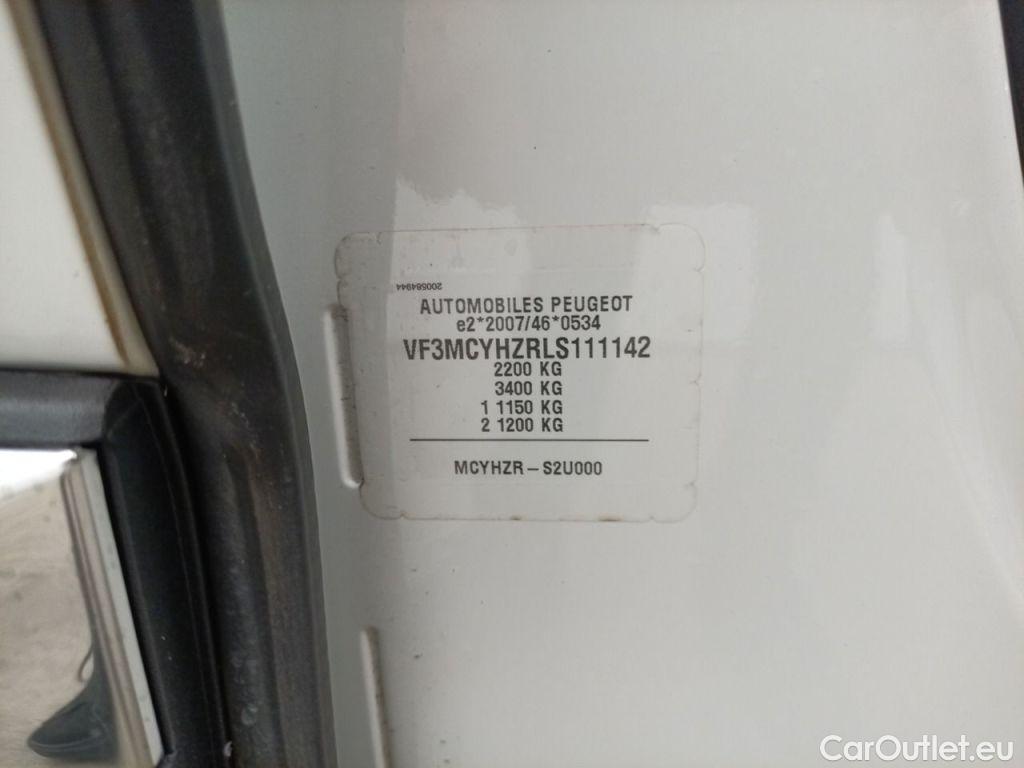 200584944
AUTOMOBILES PEUGEOT
e2*2007/46*0534
VF3MCYHZRLS111142
2200 KG
3400 KG
1 1150 KG
2 1200 KG
MCYHZR – S2U000
CarOutlet.eu